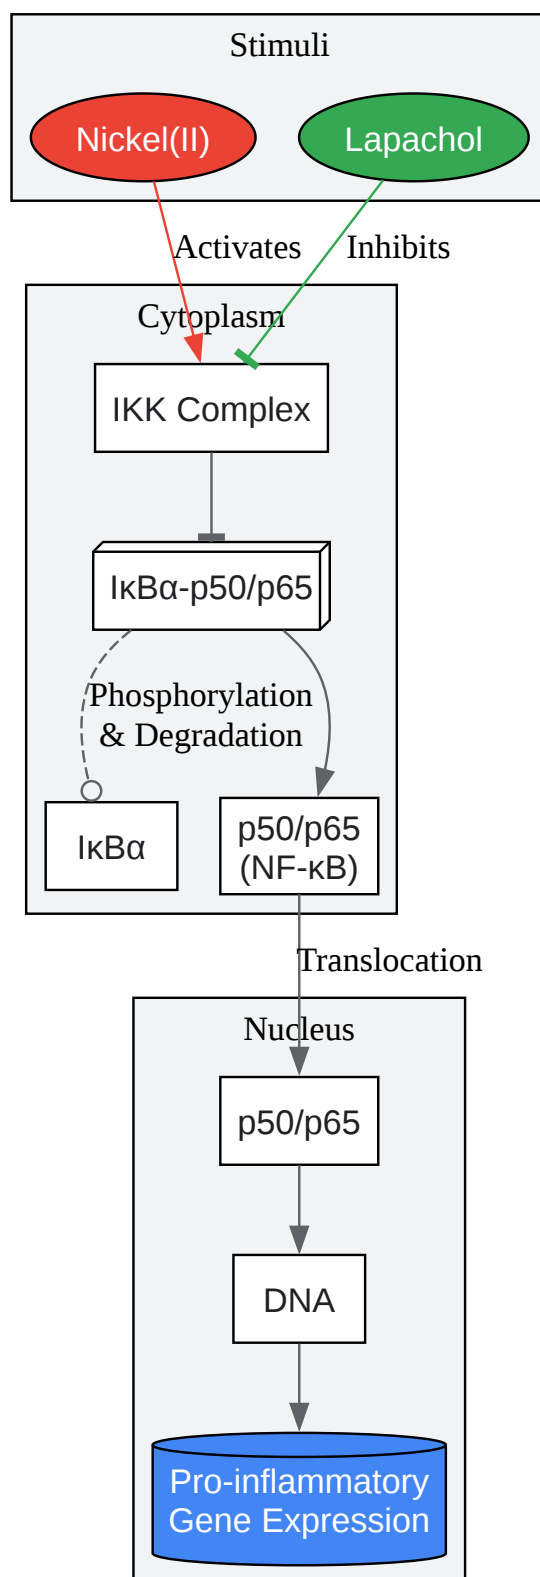 Stimuli
Nickel(II)
Lapachol
Activates
Inhibits
Cytoplasm
IKK Complex
IκBα-p50/p65
Phosphorylation
& Degradation
IκBα
p50/p65
(NF-κB)
Translocation
Nucleus
p50/p65
DNA
Pro-inflammatory
Gene Expression